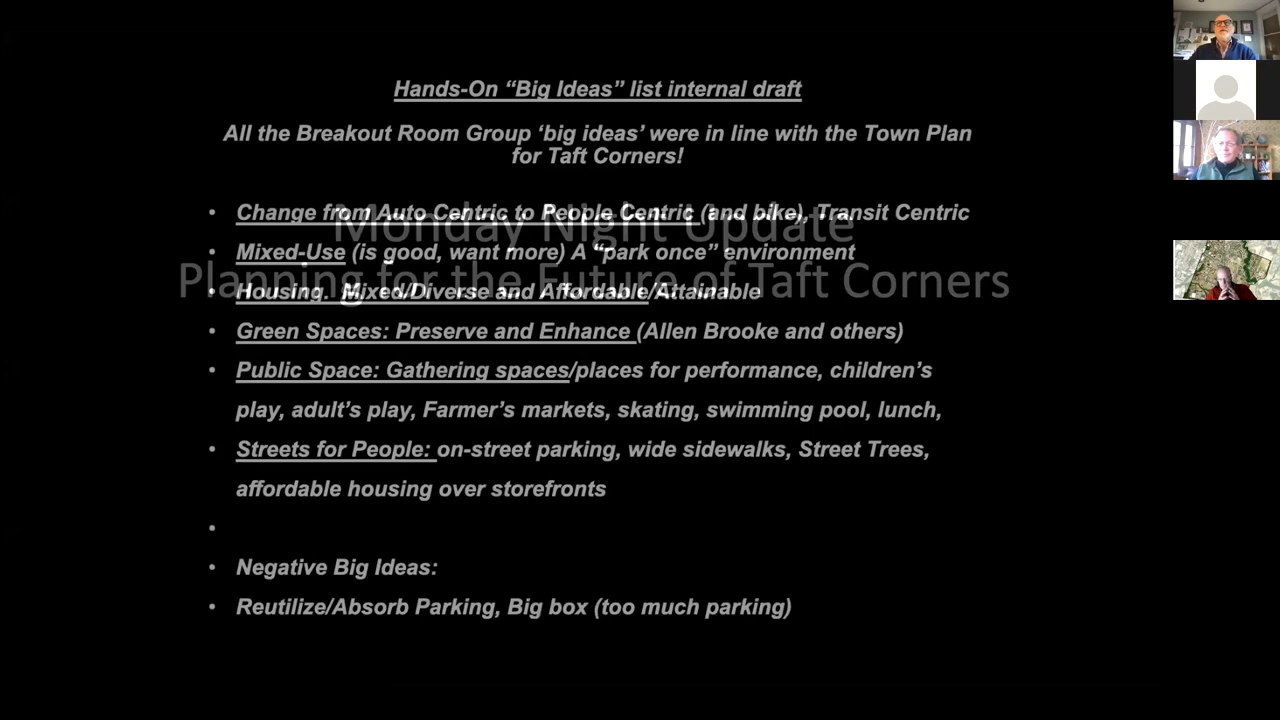 Hands-On “Big Ideas” list internal draft
All the Breakout Room Group ‘big ideas’ were in line with the Town Plan
for Taft Corners!
• Change from Auto Centric to People Centric (and bike), Transit Centric
Monday Night Update
• Mixed-Use (is good, want more) A “park once” environment
Planning for the Future of Taft Corners
• Housing. Mixed/Diverse and Affordable/Attainable
• Green Spaces: Preserve and Enhance (Allen Brooke and others)
• Public Space: Gathering spaces/places for performance, children’s
play, adult’s play, Farmer’s markets, skating, swimming pool, lunch,
• Streets for People: on-street parking, wide sidewalks, Street Trees,
affordable housing over storefronts
•
• Negative Big Ideas:
• Reutilize/Absorb Parking, Big box (too much parking)